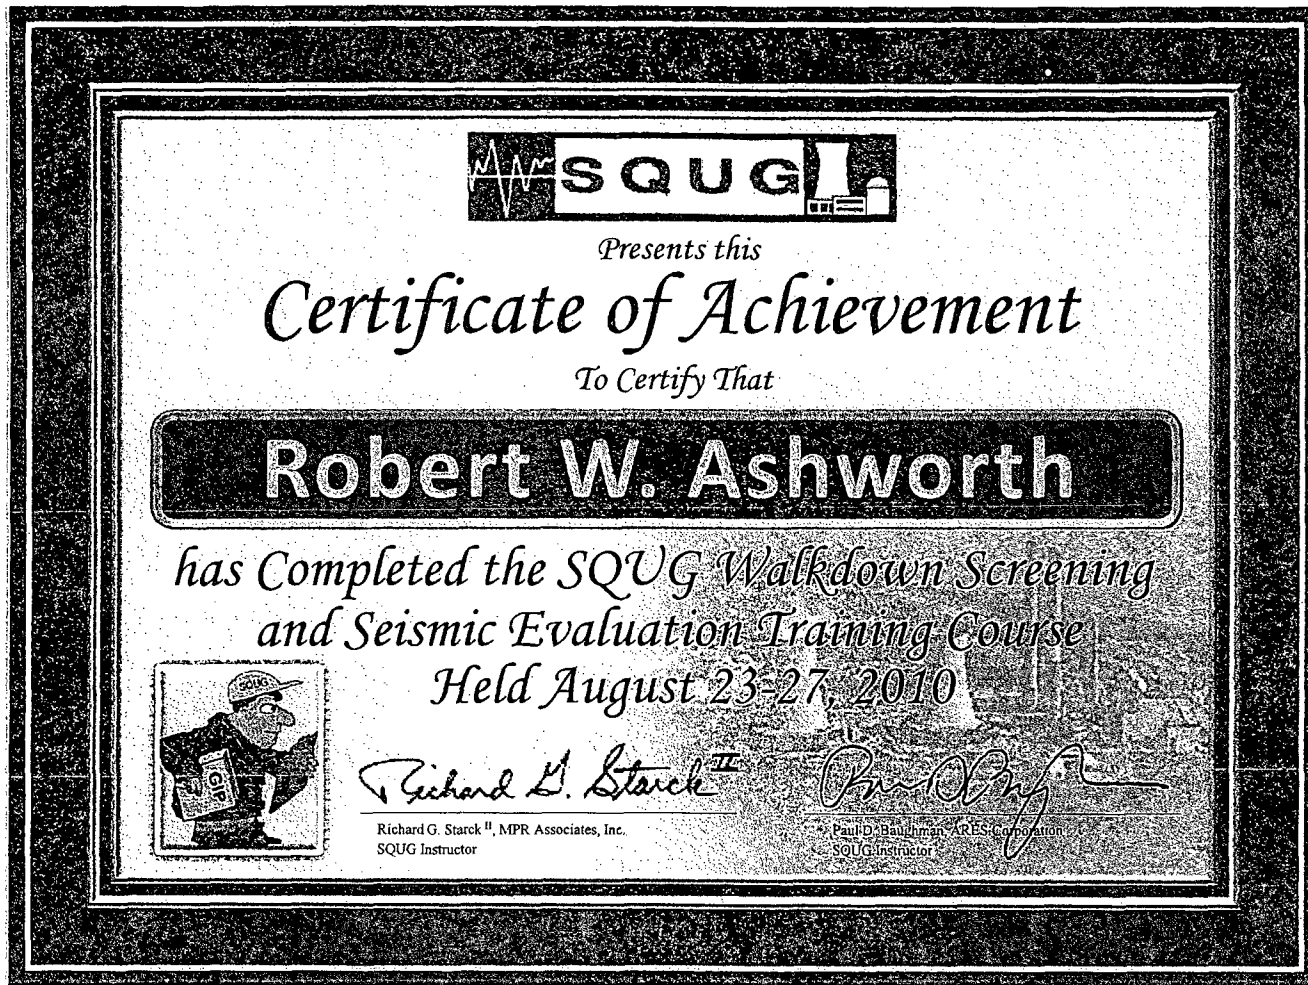 SQUG
Presents this
Certificate of Achievement
To Certify That
Robert W. Ashworth
has Completed the SQUG Walkdown Screening
and Seismic Evaluation Training Course
Held August 23-27, 2010
SQUG
GIP
Richard G. Starck II
Richard G. Starck II, MPR Associates, Inc.
SQUG Instructor
Paul D. Baughman, ARES Corporation
SQUG Instructor